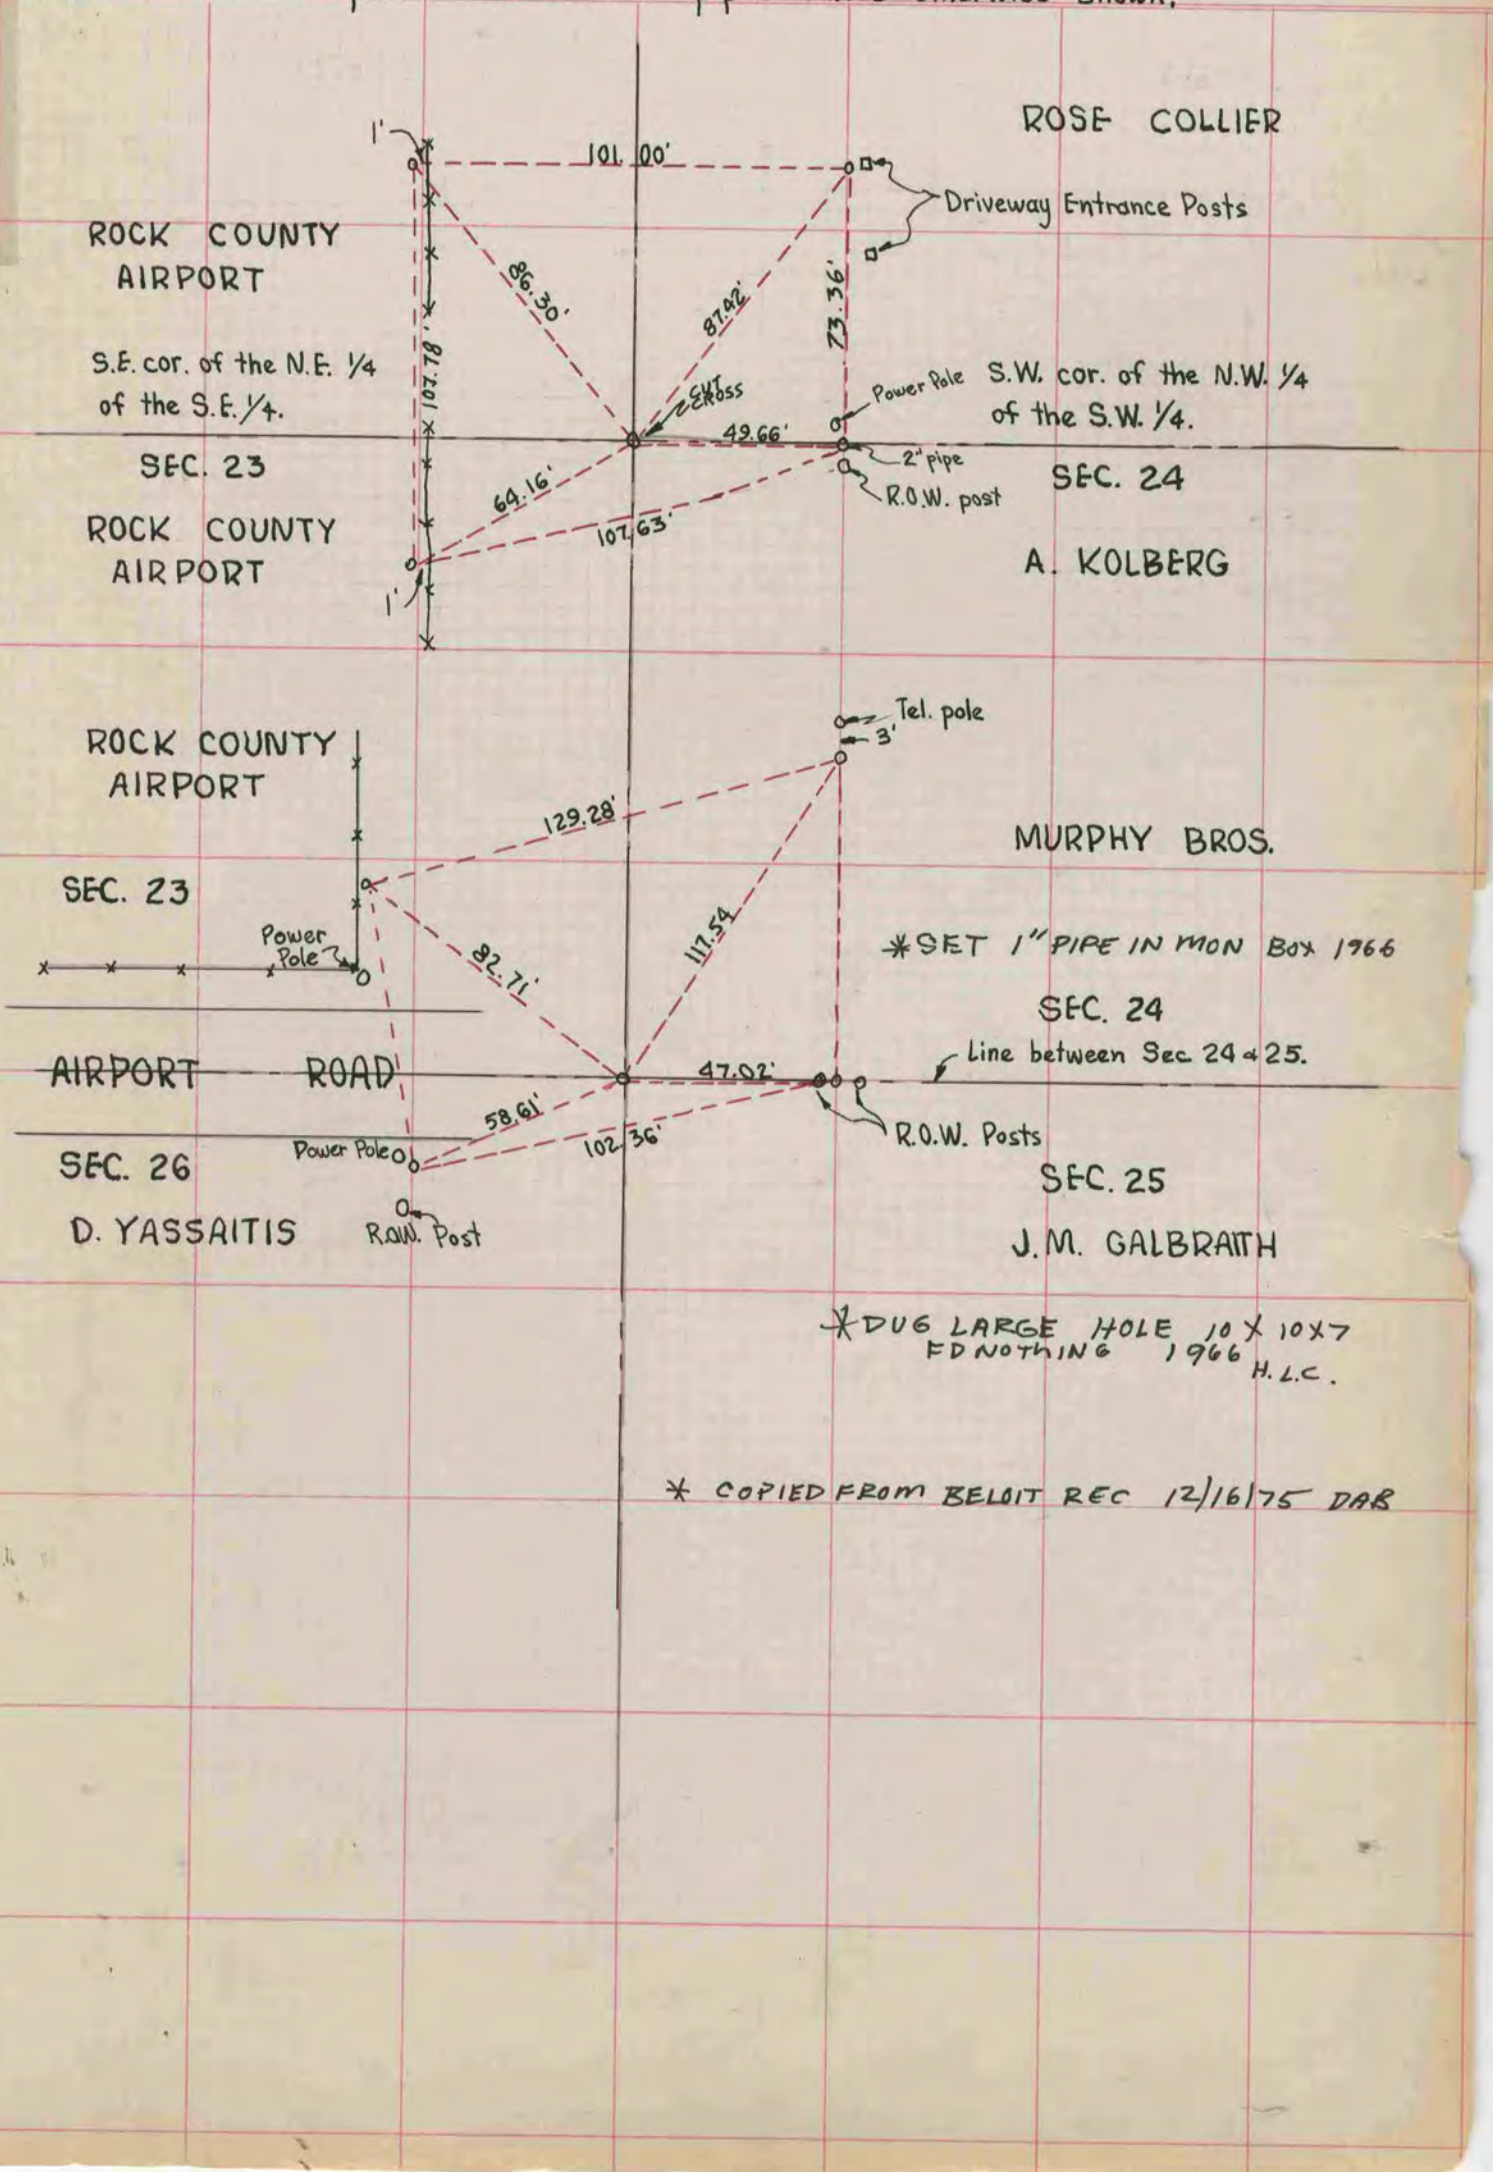 Shown.
ROSE COLLIER
1'
101.00'
Driveway Entrance Posts
ROCK COUNTY
AIRPORT
86.30'
87.42'
73.36'
S.E. cor. of the N.E. 1/4
of the S.E. 1/4.
102.78'
CUT
CROSS
Power Pole
S.W. cor. of the N.W. 1/4
of the S.W. 1/4.
49.66'
SEC. 23
2" pipe
SEC. 24
64.16'
R.O.W. post
ROCK COUNTY
AIRPORT
107.63'
A. KOLBERG
1'
Tel. pole
3'
ROCK COUNTY
AIRPORT
129.28'
MURPHY BROS.
SEC. 23
Power
Pole
82.71'
117.54
*SET 1" PIPE IN MON BOX 1966
SEC. 24
Line between Sec 24 & 25.
AIRPORT ROAD
47.02'
58.61'
102.36'
R.O.W. Posts
Power Pole
SEC. 26
SEC. 25
D. YASSAITIS
R.O.W. Post
J.M. GALBRAITH
*DUG LARGE HOLE 10 X 10 X 7
FD NOTHING 1966
H.L.C.
* COPIED FROM BELOIT REC 12/16/75 DAB